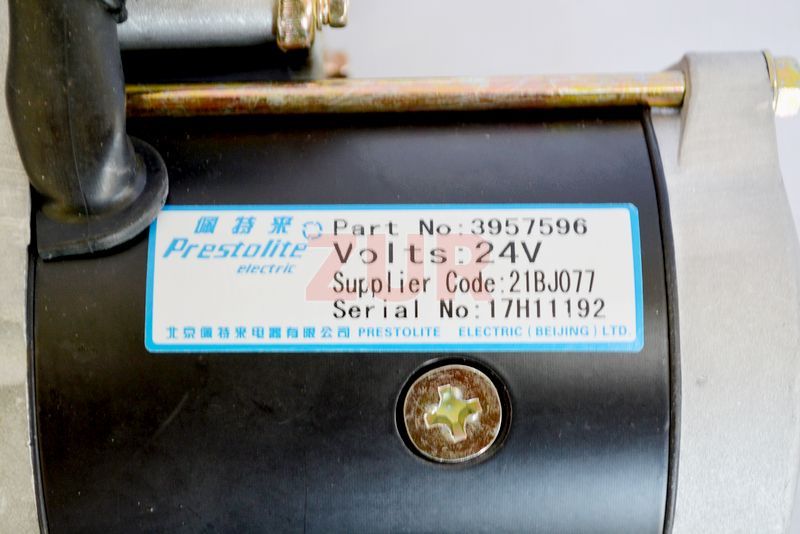 佩特来
Prestolite
electric
Part No:3957596
Volts:24V
Supplier Code:21BJ077
Serial No:17H11192
北京佩特来电器有限公司 PRESTOLITE ELECTRIC (BEIJING) LTD.
ZUR